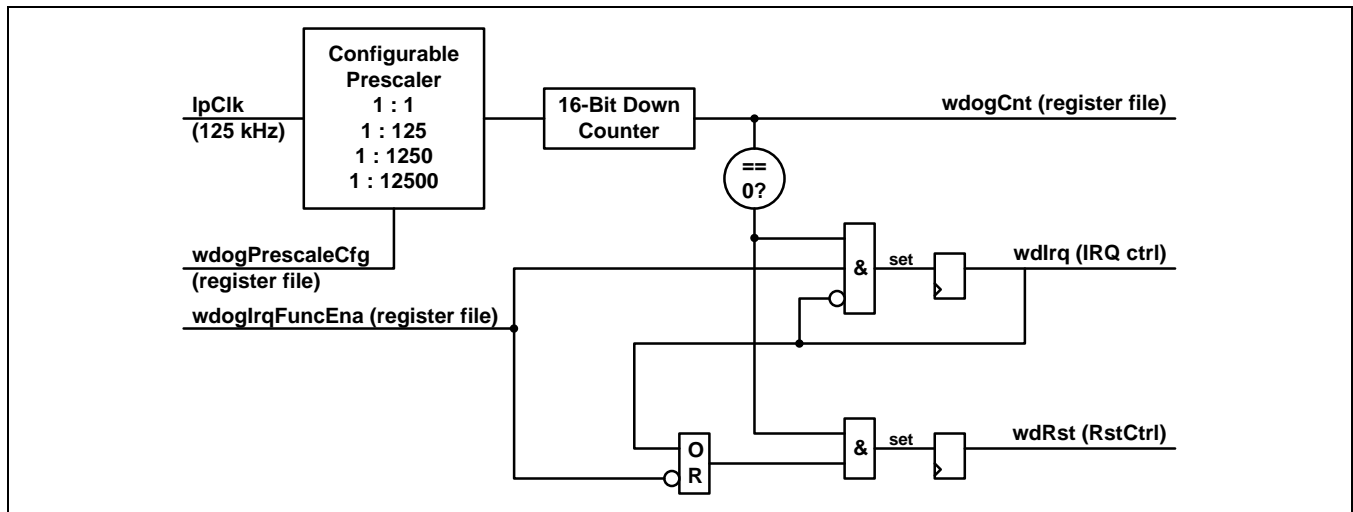 Configurable
Prescaler
1 : 1
1 : 125
1 : 1250
1 : 12500
lpClk
(125 kHz)
16-Bit Down
Counter
wdogCnt (register file)
==
0?
wdogPrescaleCfg
(register file)
wdogIrqFuncEna (register file)
&
set
wdIrq (IRQ ctrl)
O
R
&
set
wdRst (RstCtrl)